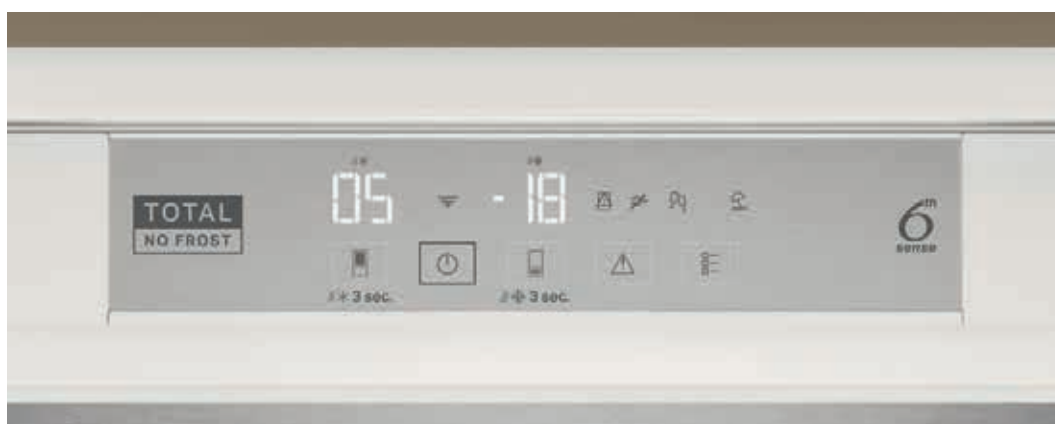 TOTAL
NO FROST
05
-18
3 sec.
3 sec.
6th
sense